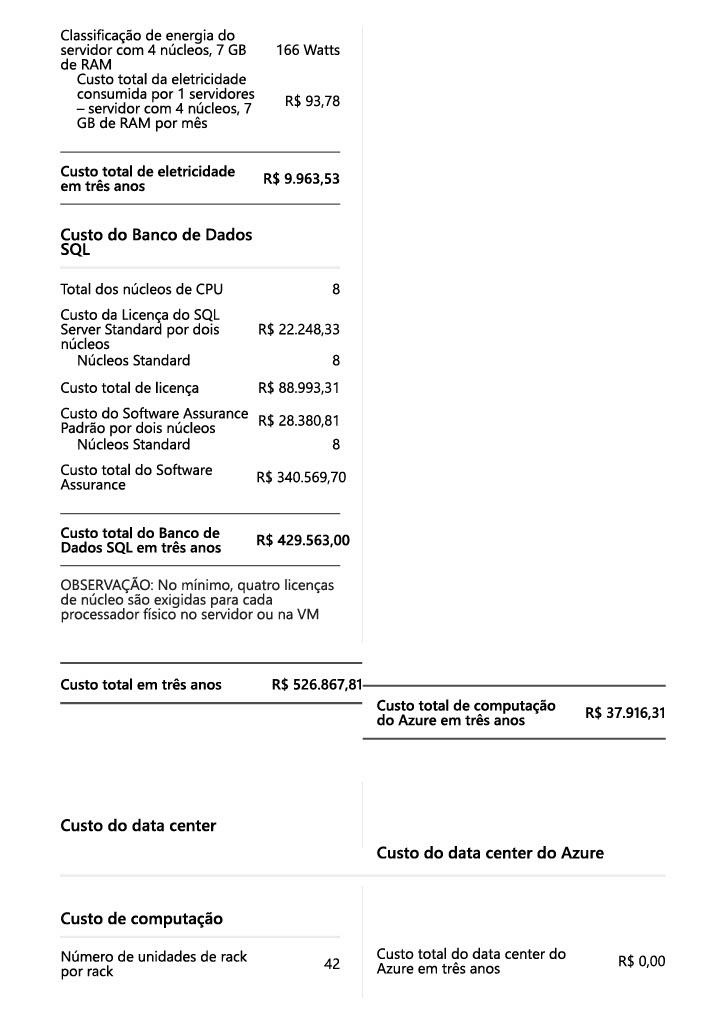 Classificação de energia do
servidor com 4 núcleos, 7 GB
de RAM
166 Watts
Custo total da eletricidade
consumida por 1 servidores
– servidor com 4 núcleos, 7
GB de RAM por mês
R$ 93,78
Custo total de eletricidade
em três anos
R$ 9.963,53
Custo do Banco de Dados
SQL
Total dos núcleos de CPU
8
Custo da Licença do SQL
Server Standard por dois
núcleos
R$ 22.248,33
Núcleos Standard
8
Custo total de licença
R$ 88.993,31
Custo do Software Assurance
Padrão por dois núcleos
R$ 28.380,81
Núcleos Standard
8
Custo total do Software
Assurance
R$ 340.569,70
Custo total do Banco de
Dados SQL em três anos
R$ 429.563,00
OBSERVAÇÃO: No mínimo, quatro licenças
de núcleo são exigidas para cada
processador físico no servidor ou na VM
Custo total em três anos
R$ 526.867,81
Custo total de computação
do Azure em três anos
R$ 37.916,31
Custo do data center
Custo do data center do Azure
Custo de computação
Número de unidades de rack
por rack
42
Custo total do data center do
Azure em três anos
R$ 0,00